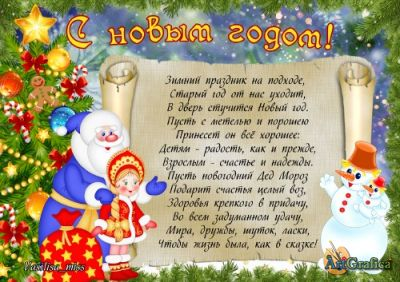 С новым годом!
Зимний праздник на подходе,
Старый год от нас уходит,
В дверь стучится Новый год.
Пусть с метелью и порошею
Принесет он всё хорошее:
Детям - радость, как и прежде,
Взрослым - счастье и надежды.
Пусть новогодний Дед Мороз
Подарит счастья целый воз,
Здоровья крепкого в придачу,
Во всем задуманном удачу,
Мира, дружбы, шуток, ласки,
Чтобы жизнь была, как в сказке!
ArtGrafica